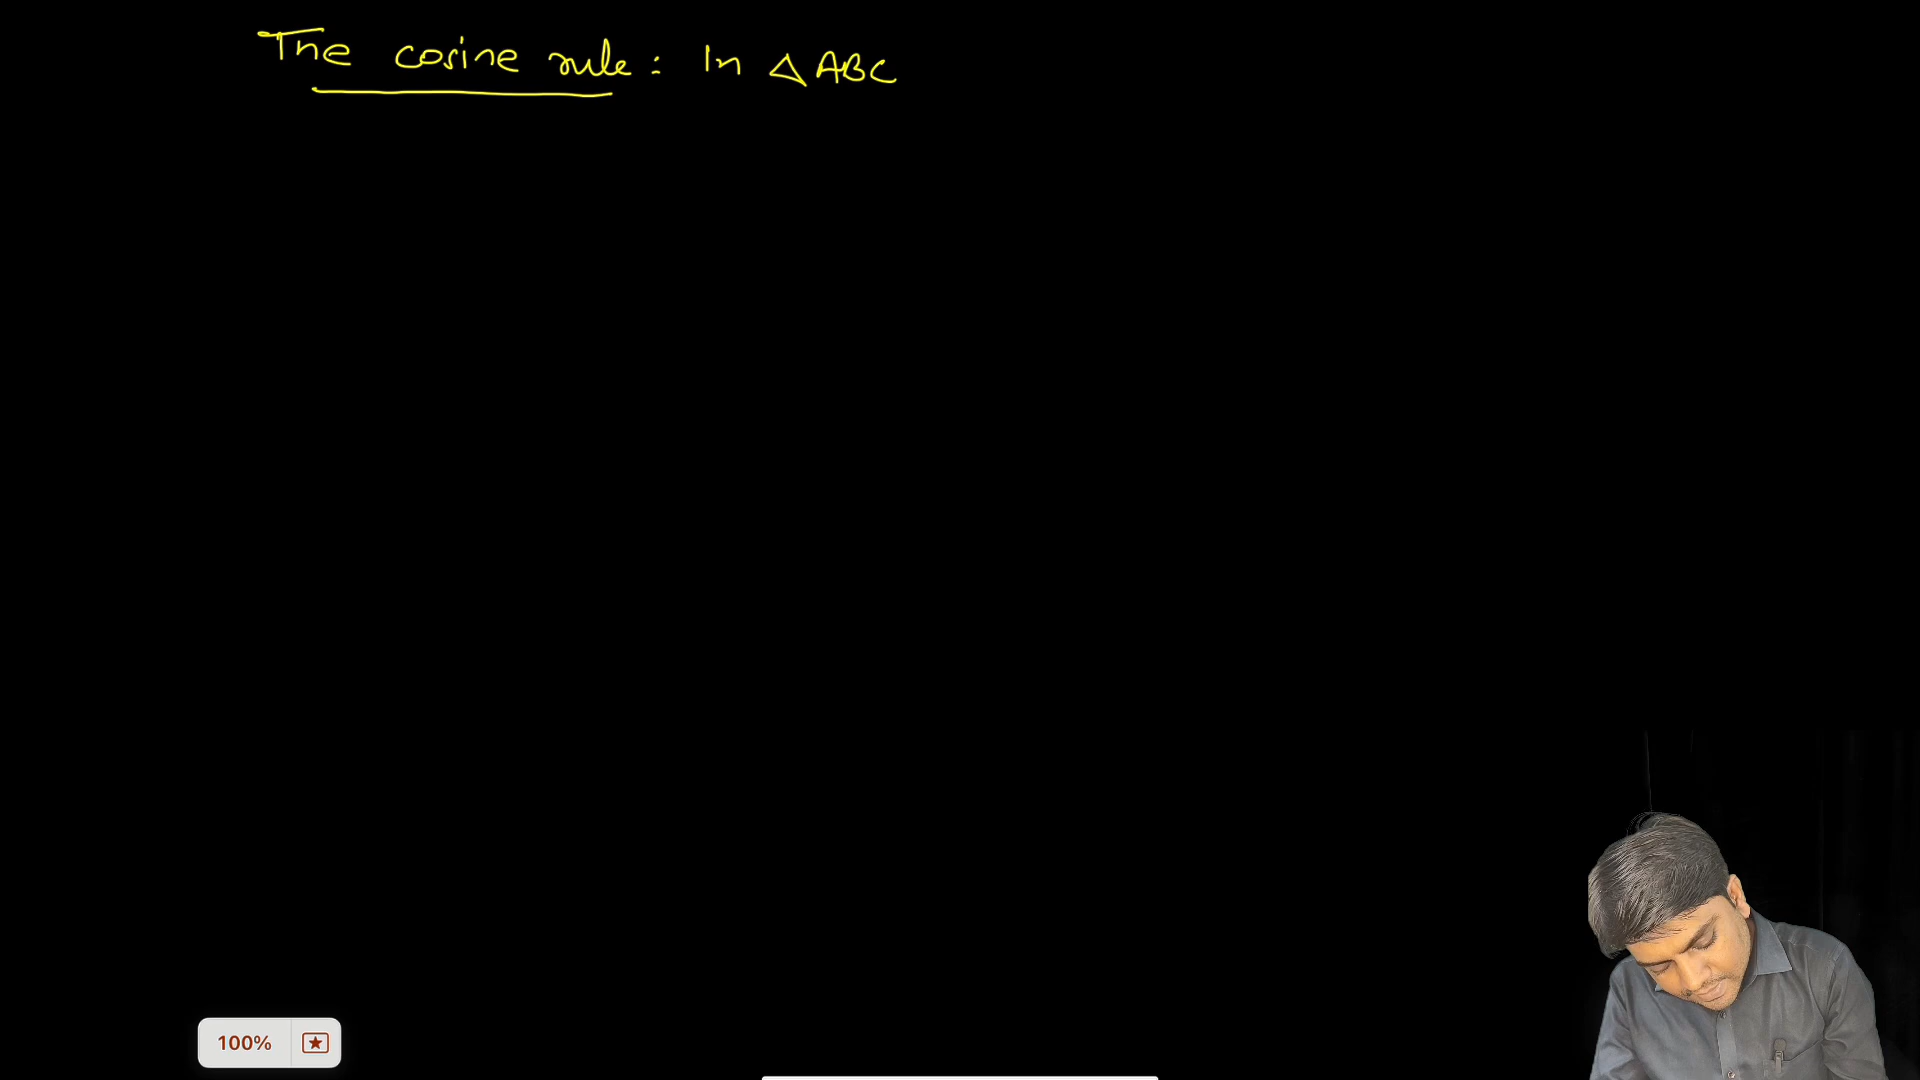 The cosine rule : In △ABC
100%